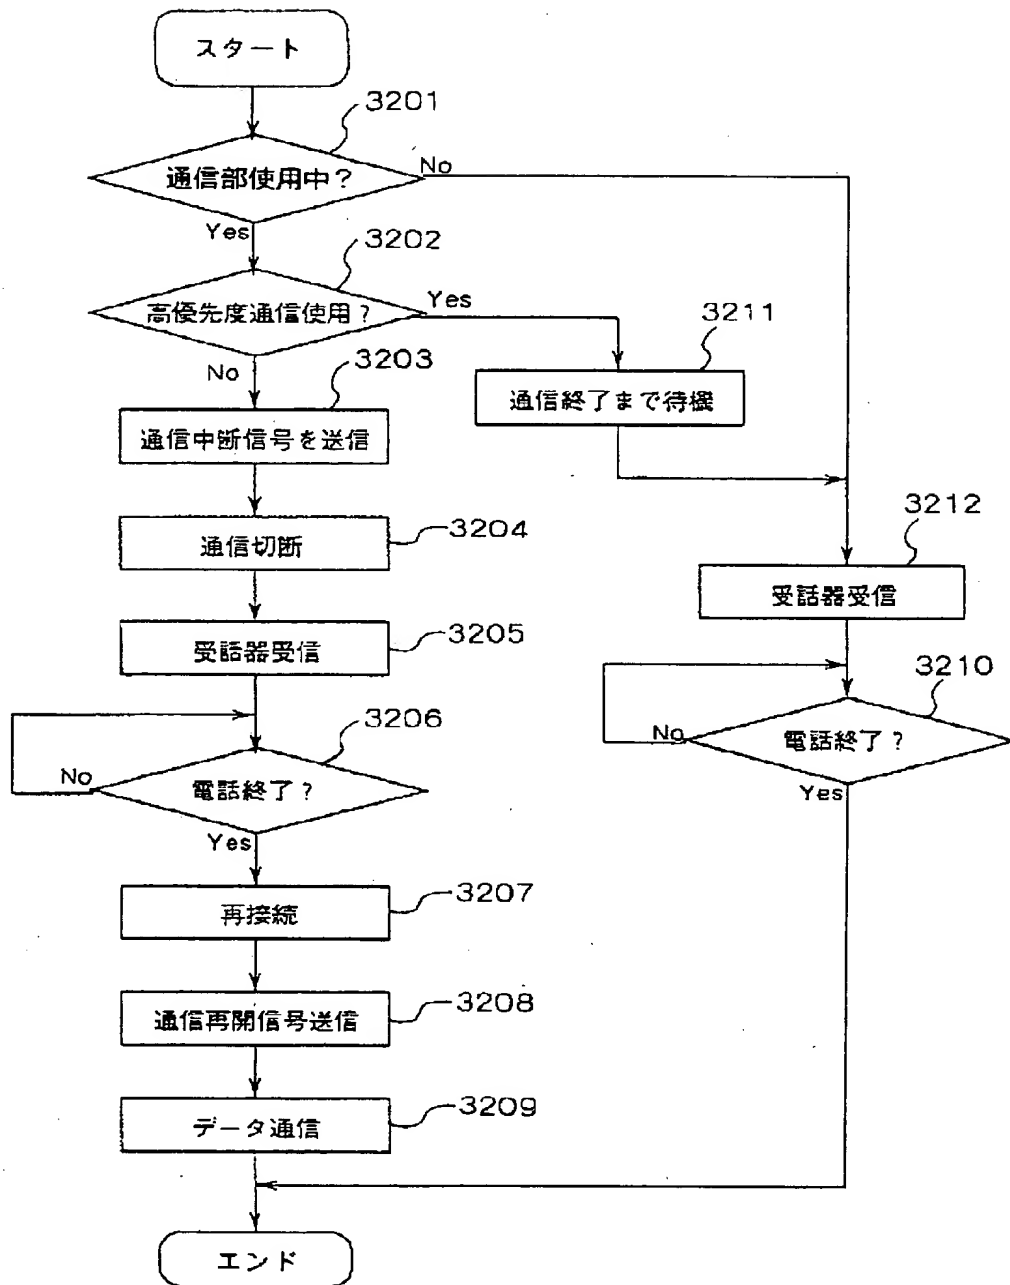 スタート
3201
通信部使用中？
No
Yes
3202
高優先度通信使用？
Yes
3211
No
3203
通信終了まで待機
通信中断信号を送信
3204
通信切断
3212
受話器受信
3205
受話器受信
3210
3206
電話終了？
No
Yes
電話終了？
No
Yes
3207
再接続
3208
通信再開信号送信
3209
データ通信
エンド